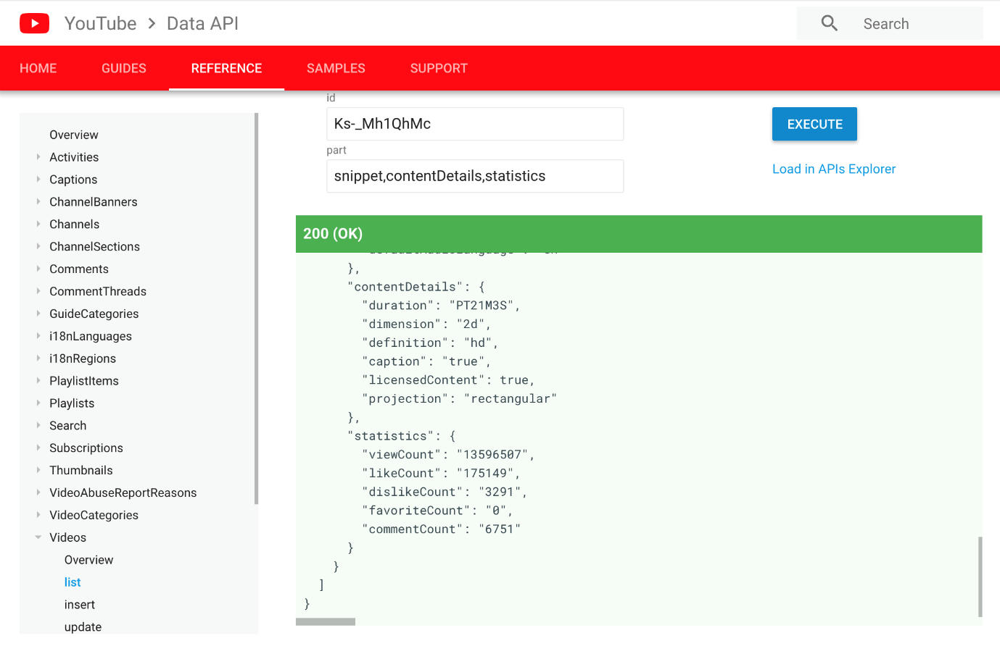 YouTube > Data API
Search
HOME
GUIDES
REFERENCE
SAMPLES
SUPPORT
Overview
Activities
Captions
ChannelBanners
Channels
ChannelSections
Comments
CommentThreads
GuideCategories
i18nLanguages
i18nRegions
PlaylistItems
Playlists
Search
Subscriptions
Thumbnails
VideoAbuseReportReasons
VideoCategories
Videos
Overview
list
insert
update
id
Ks-_Mh1QhMc
part
snippet,contentDetails,statistics
EXECUTE
Load in APIs Explorer
200 (OK)
},
"contentDetails": {
"duration": "PT21M3S",
"dimension": "2d",
"definition": "hd",
"caption": "true",
"licensedContent": true,
"projection": "rectangular"
},
"statistics": {
"viewCount": "13596507",
"likeCount": "175149",
"dislikeCount": "3291",
"favoriteCount": "0",
"commentCount": "6751"
}
}
]
}